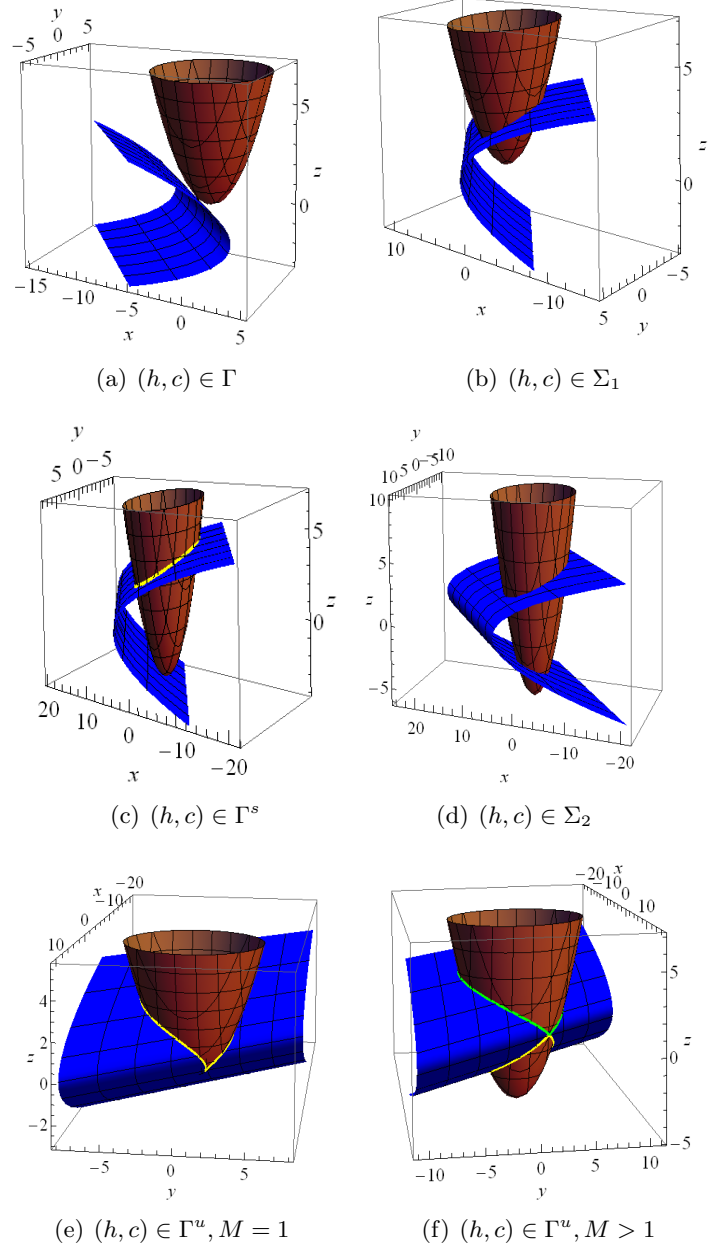 y
−5 0 5
5
z
0
−15 −10 −5 0 5
x
(a) (h, c) ∈ Γ
5
z
0
10 0 −10
x
−5
0
5
y
(b) (h, c) ∈ Σ₁
y
5 0 −5
5
z
0
20 10 0 −10 −20
x
(c) (h, c) ∈ Γˢ
y
10 5 0 −5 −10
10
5
z
0
−5
20 10 0 −10 −20
x
(d) (h, c) ∈ Σ₂
x
−20
−10
0
10
4
2
z
0
−2
−5 0 5
y
(e) (h, c) ∈ Γᵘ, M = 1
x
−20
−10
0
10
5
z
0
−5
−10 −5 0 5 10
y
(f) (h, c) ∈ Γᵘ, M > 1